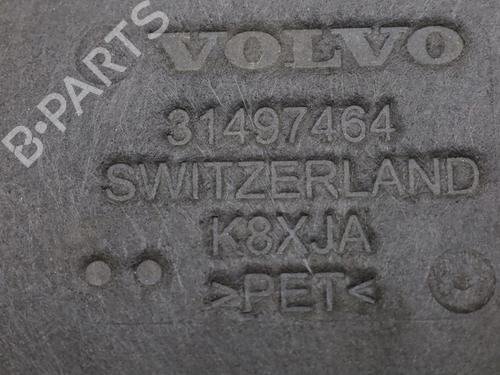 VOLVO
B-PARTS
31497464
SWITZERLAND
K8XJA
>PET<